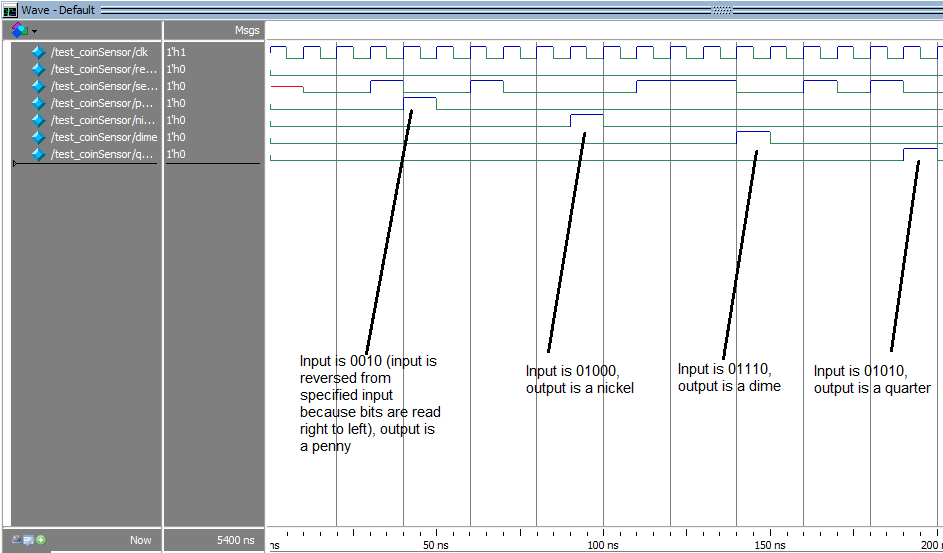 Wave - Default
Msgs
/test_coinSensor/clk 1'h1
/test_coinSensor/re... 1'h0
/test_coinSensor/se... 1'h0
/test_coinSensor/p... 1'h0
/test_coinSensor/ni... 1'h0
/test_coinSensor/dime 1'h0
/test_coinSensor/q... 1'h0
Input is 0010 (input is
reversed from
specified input
because bits are read
right to left), output is
a penny
Input is 01000,
output is a nickel
Input is 01110,
output is a dime
Input is 01010,
output is a quarter
Now 5400 ns
ns 50 ns 100 ns 150 ns 200 n